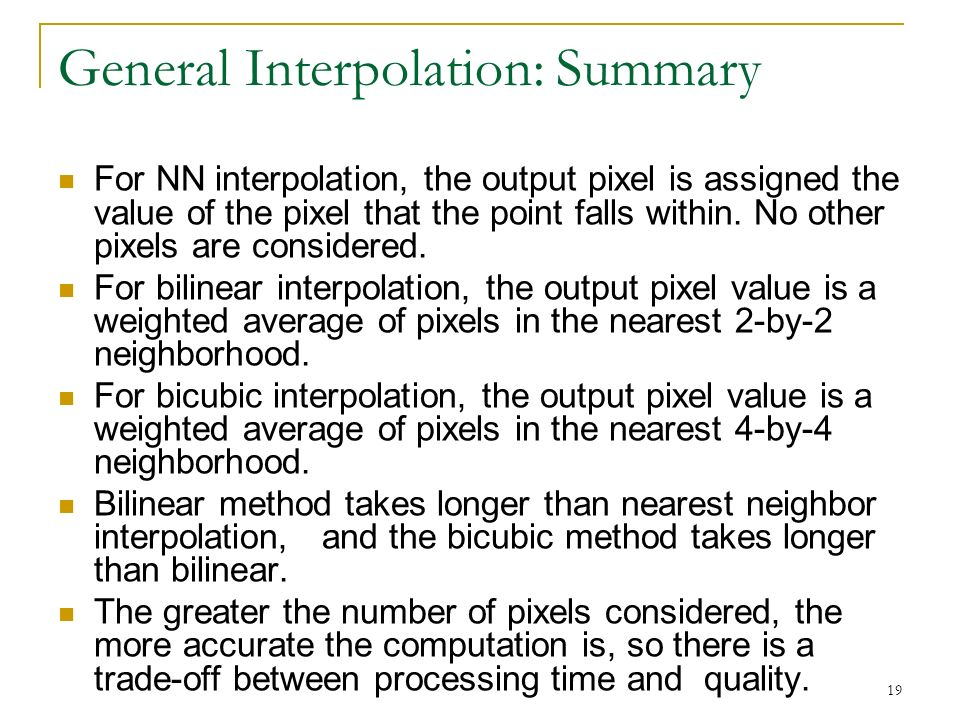 General Interpolation: Summary
For NN interpolation, the output pixel is assigned the
value of the pixel that the point falls within. No other
pixels are considered.
For bilinear interpolation, the output pixel value is a
weighted average of pixels in the nearest 2-by-2
neighborhood.
For bicubic interpolation, the output pixel value is a
weighted average of pixels in the nearest 4-by-4
neighborhood.
Bilinear method takes longer than nearest neighbor
interpolation, and the bicubic method takes longer
than bilinear.
The greater the number of pixels considered, the
more accurate the computation is, so there is a
trade-off between processing time and quality.
19